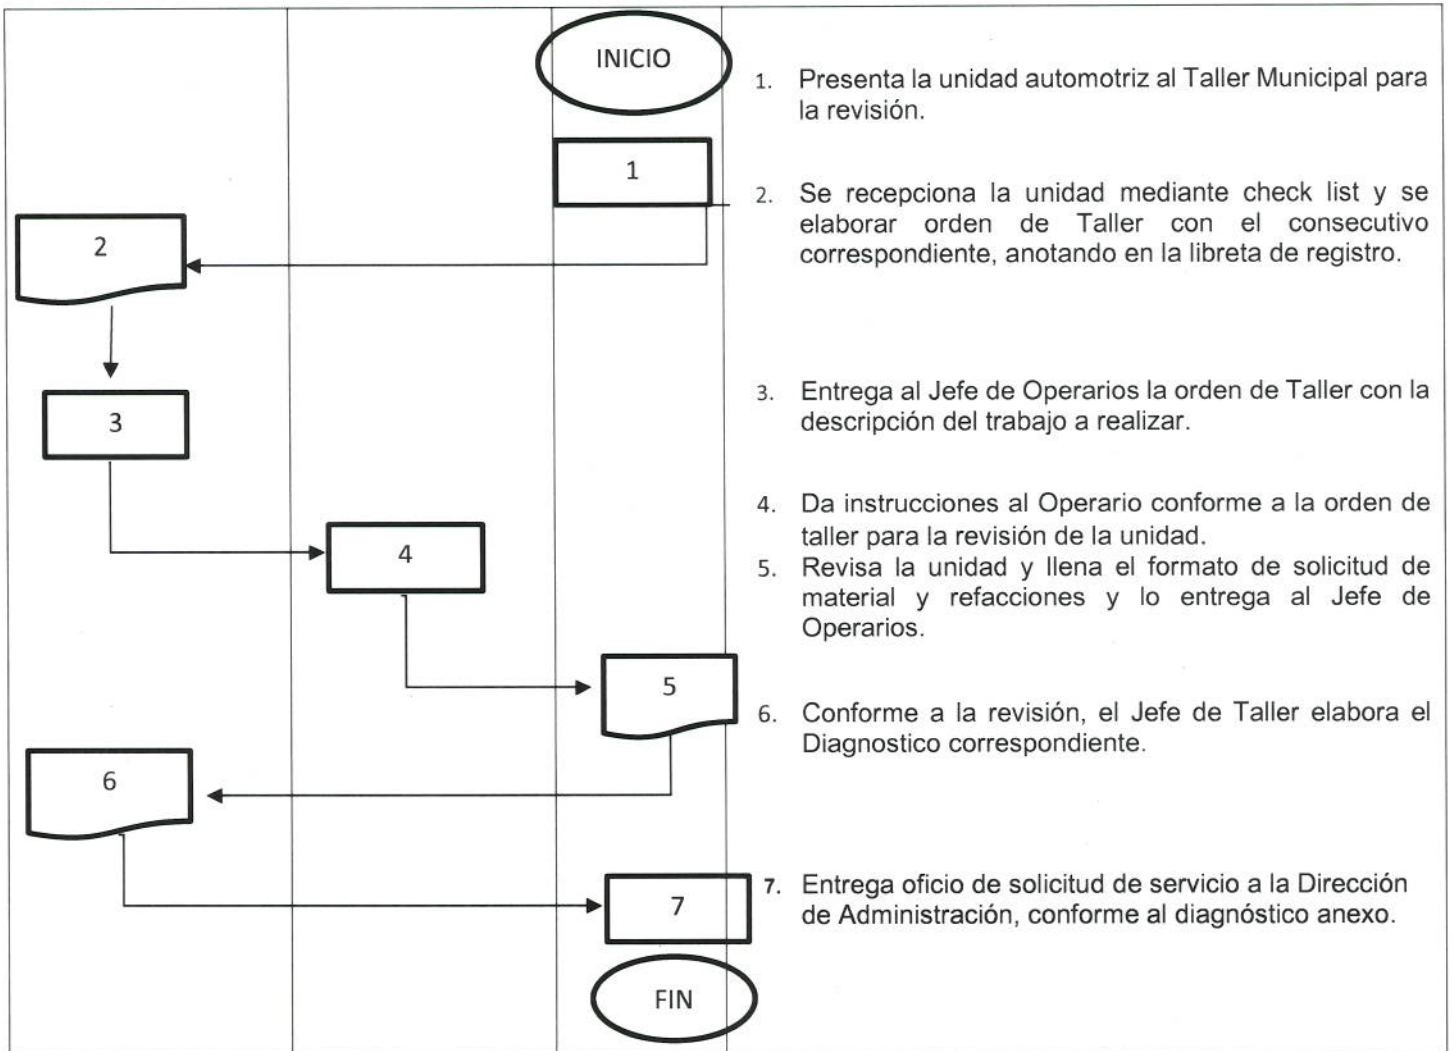 INICIO
1. Presenta la unidad automotriz al Taller Municipal para
la revisión.
1
2. Se recepciona la unidad mediante check list y se
elaborar orden de Taller con el consecutivo
correspondiente, anotando en la libreta de registro.
2
3. Entrega al Jefe de Operarios la orden de Taller con la
descripción del trabajo a realizar.
3
4. Da instrucciones al Operario conforme a la orden de
taller para la revisión de la unidad.
4
5. Revisa la unidad y llena el formato de solicitud de
material y refacciones y lo entrega al Jefe de
Operarios.
5
6. Conforme a la revisión, el Jefe de Taller elabora el
Diagnostico correspondiente.
6
7. Entrega oficio de solicitud de servicio a la Dirección
de Administración, conforme al diagnóstico anexo.
7
FIN